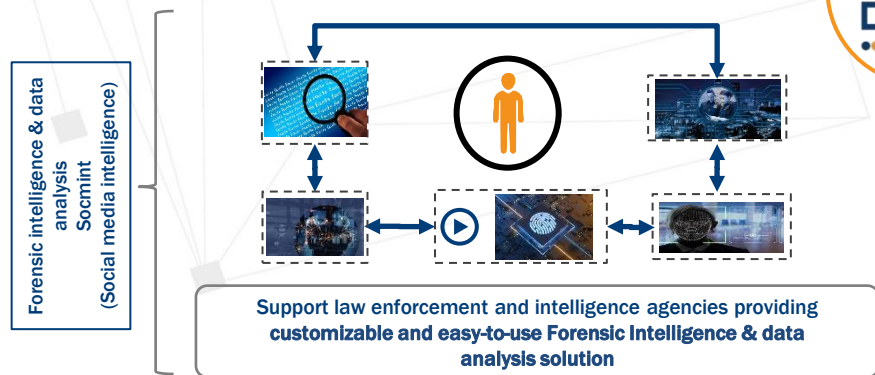 Forensic intelligence & data
analysis
Socmint
(Social media intelligence)
Support law enforcement and intelligence agencies providing
customizable and easy-to-use Forensic Intelligence & data
analysis solution